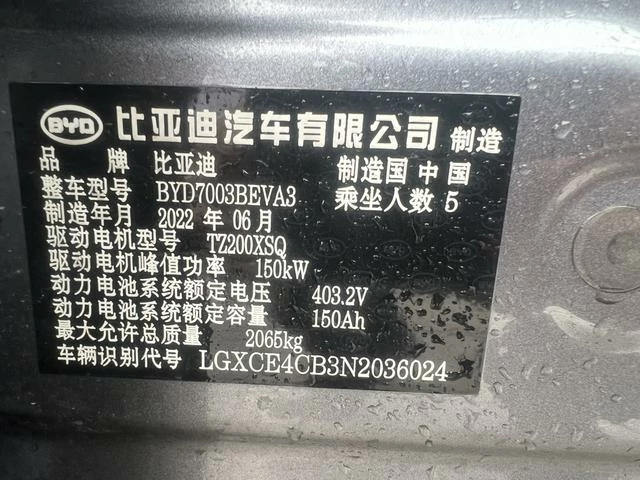 BYD 比亚迪汽车有限公司 制造
品牌 比亚迪 制造国 中国
整车型号 BYD7003BEVA3 乘坐人数 5
制造年月 2022 年 06 月
驱动电机型号 TZ200XSQ
驱动电机峰值功率 150kW
动力电池系统额定电压 403.2V
动力电池系统额定容量 150Ah
最大允许总质量 2065kg
车辆识别代号 LGXCE4CB3N2036024